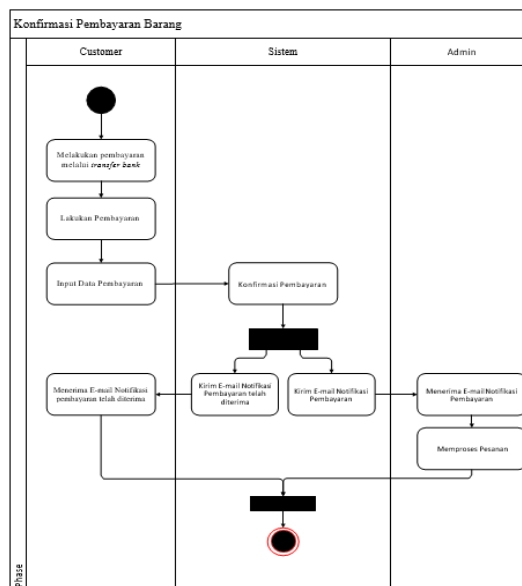 Konfirmasi Pembayaran Barang
Customer
Sistem
Admin
Melakukan pembayaran
melalui transfer bank
Lakukan Pembayaran
Input Data Pembayaran
Konfirmasi Pembayaran
Menerima E-mail Notifikasi
pembayaran telah diterima
Kirim E-mail Notifikasi
Pembayaran telah
diterima
Kirim E-mail Notifikasi
Pembayaran
Menerima E-mail Notifikasi
Pembayaran
Memproses Pesanan
Phase